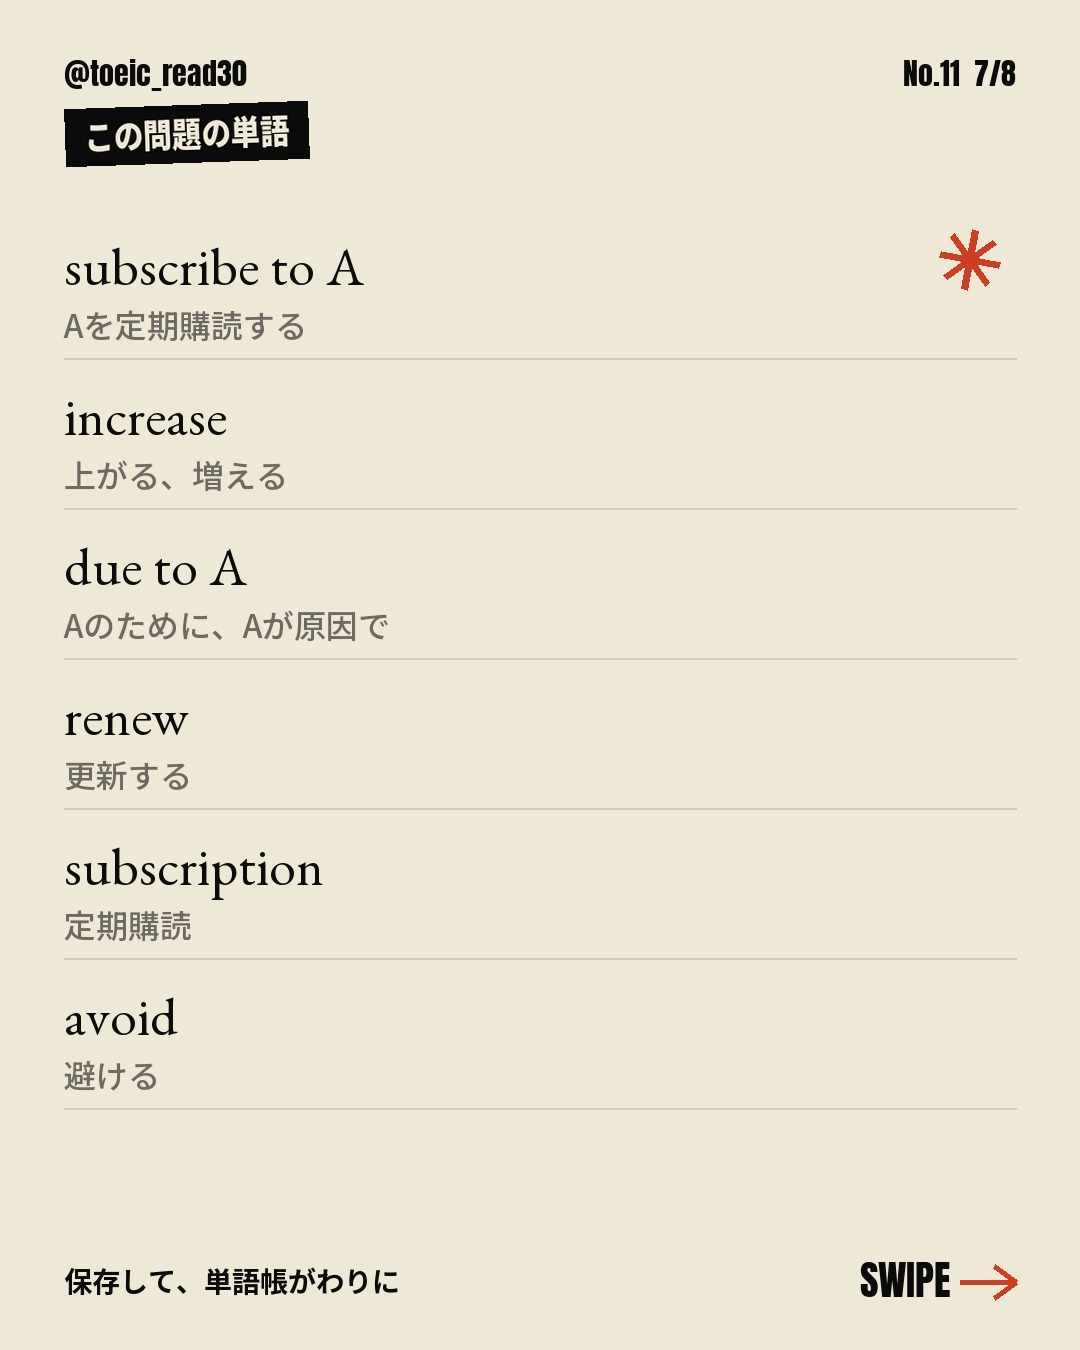 @toeic_read30
No.11 7/8
この問題の単語
subscribe to A
Aを定期購読する
increase
上がる、増える
due to A
Aのために、Aが原因で
renew
更新する
subscription
定期購読
avoid
避ける
保存して、単語帳がわりに
SWIPE